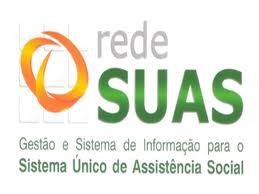 rede
SUAS
Gestão e Sistema de Informação para o
Sistema Único de Assistência Social